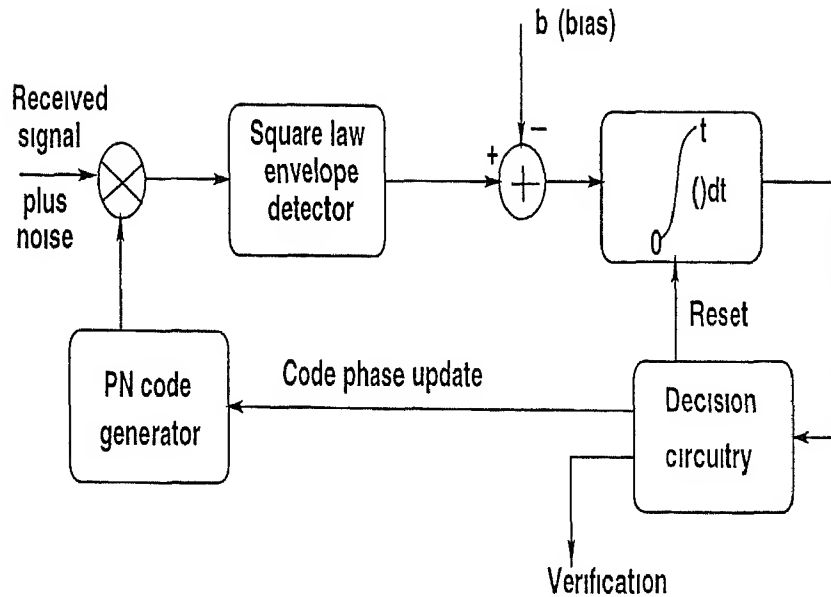 b (bias)
Received
signal
plus
noise
Square law
envelope
detector
+
−
+
t
0
()dt
Reset
PN code
generator
Code phase update
Decision
circuitry
Verification